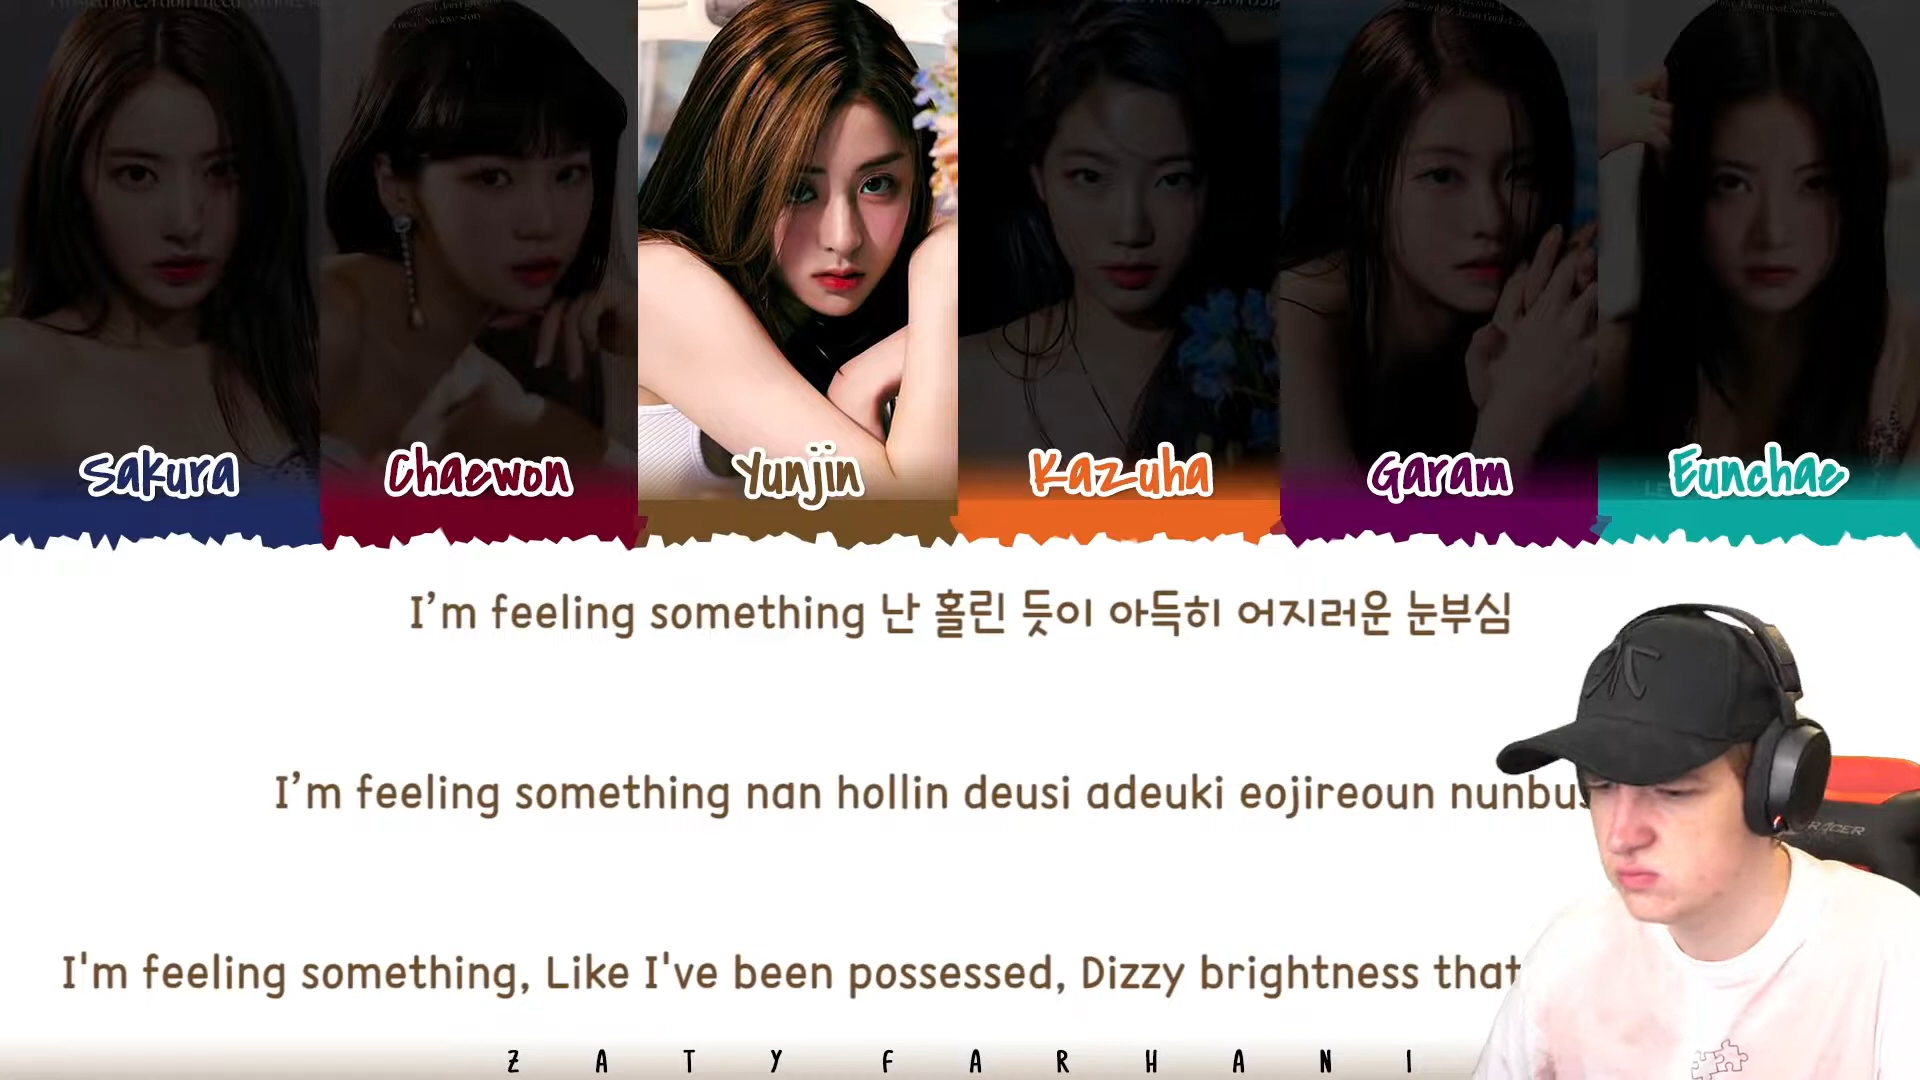 Sakura
Chaewon
Yunjin
Kazuha
Garam
Eunchae
I'm feeling something 난 홀린 듯이 아득히 어지러운 눈부심
I'm feeling something nan hollin deusi adeuki eojireoun
I'm feeling something, Like I've been possessed, Dizzy brightness that
ZATY FARHANI